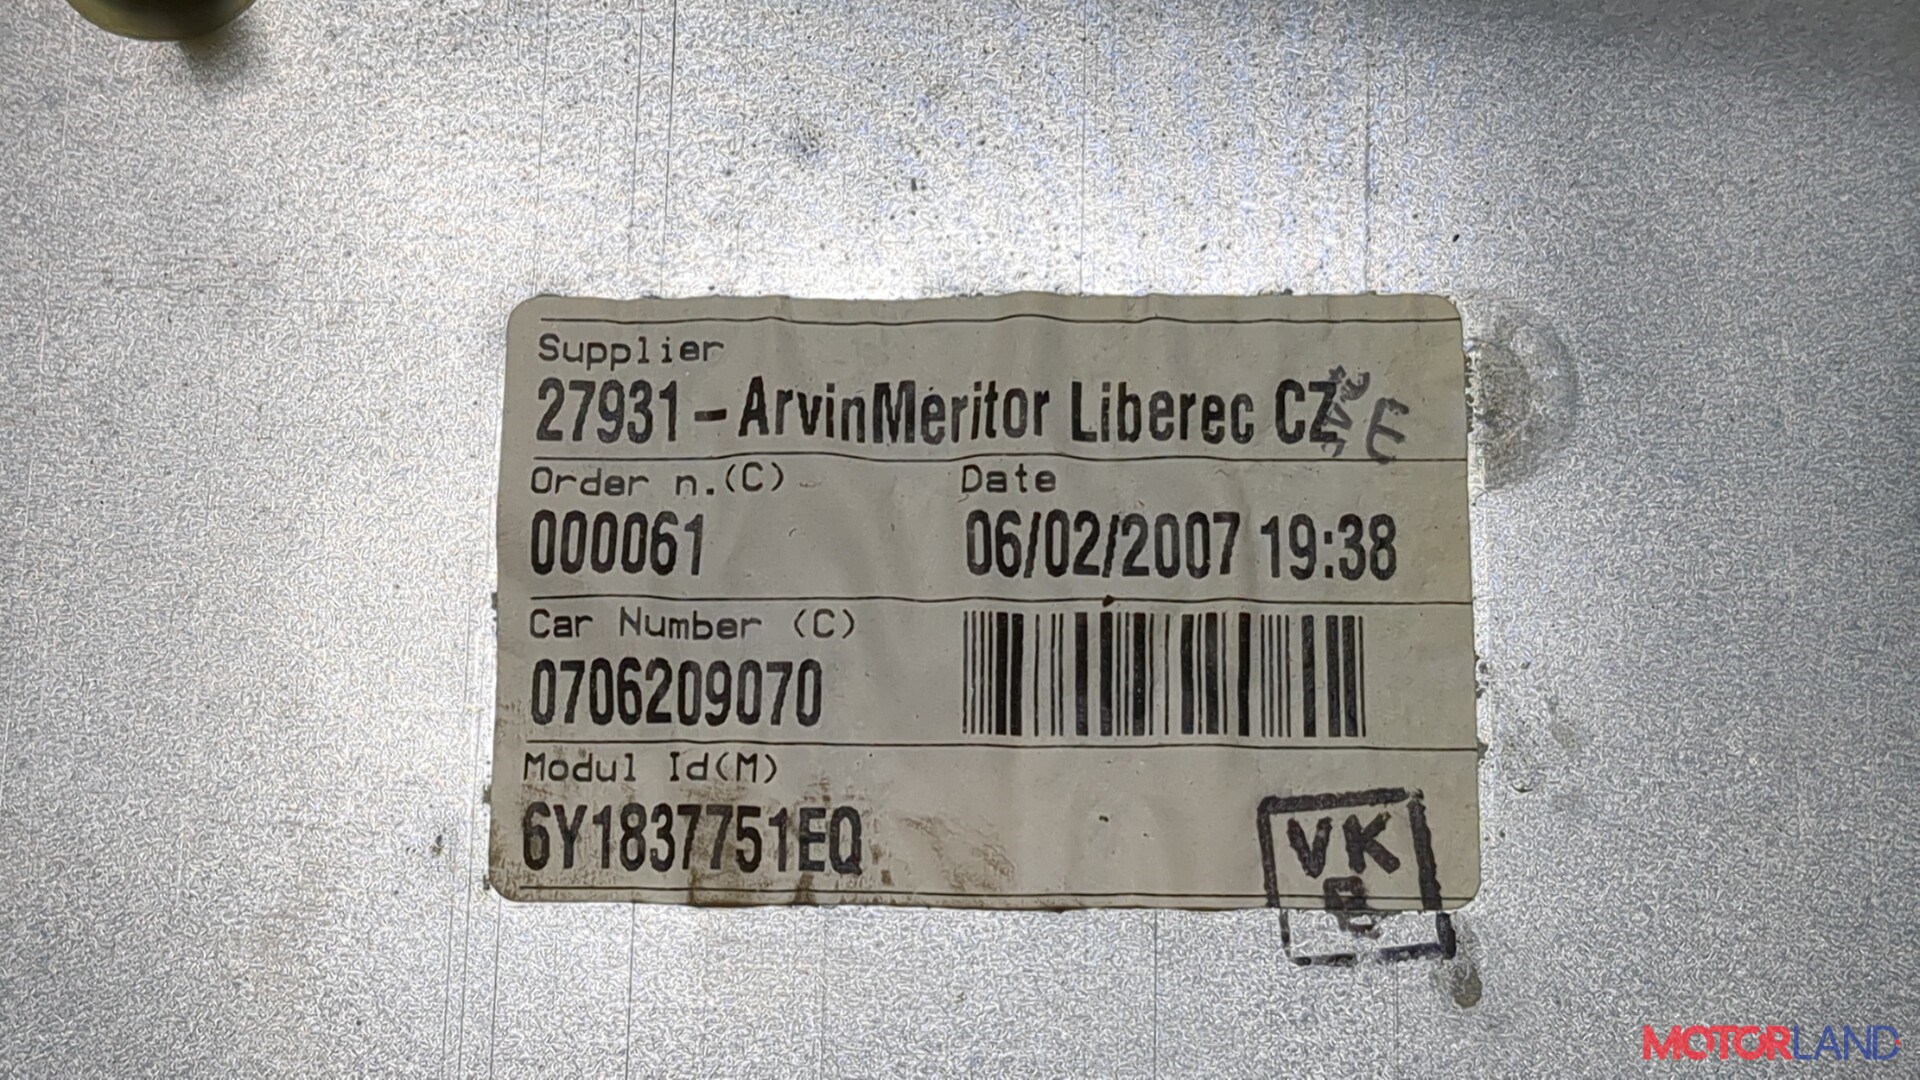 Supplier
27931-ArvinMeritor Liberec CZ
E
Order n.(C)
Date
000061
06/02/2007 19:38
Car Number (C)
0706209070
Modul Id(M)
6Y1837751EQ
VK
MOTORLAND